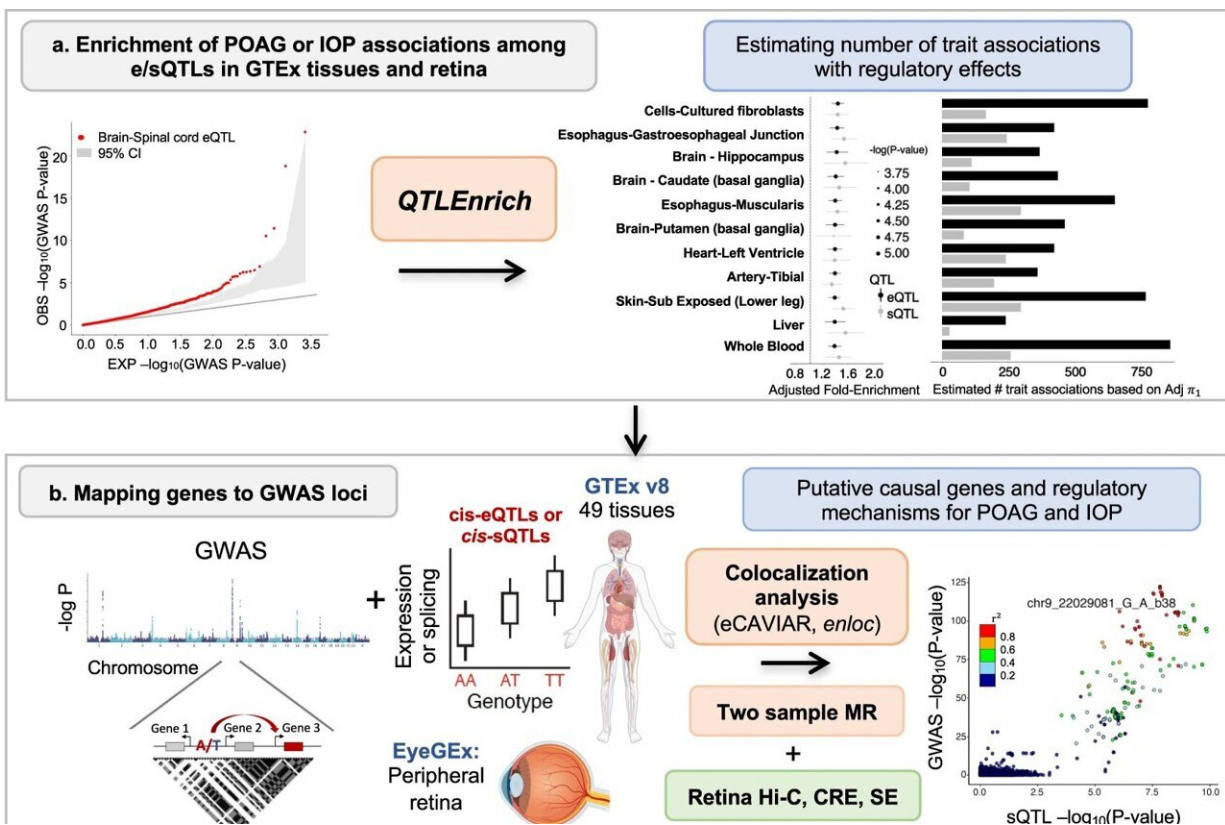 a. Enrichment of POAG or IOP associations among
e/sQTLs in GTEx tissues and retina
Estimating number of trait associations
with regulatory effects
Brain-Spinal cord eQTL
95% CI
OBS –log10(GWAS P-value)
20
15
10
5
0
0.0 0.5 1.0 1.5 2.0 2.5 3.0 3.5
EXP –log10(GWAS P-value)
QTLEnrich
Cells-Cultured fibroblasts
Esophagus-Gastroesophageal Junction
Brain - Hippocampus
Brain - Caudate (basal ganglia)
Esophagus-Muscularis
Brain-Putamen (basal ganglia)
Heart-Left Ventricle
Artery-Tibial
Skin-Sub Exposed (Lower leg)
Liver
Whole Blood
-log(P-value)
3.75
4.00
4.25
4.50
4.75
5.00
QTL
eQTL
sQTL
0.8 1.2 1.6 2.0
Adjusted Fold-Enrichment
0 250 500 750
Estimated # trait associations based on Adj π1
b. Mapping genes to GWAS loci
GWAS
-log P
Chromosome
Gene 1
A/T
Gene 2
Gene 3
+
cis-eQTLs or
cis-sQTLs
Expression
or splicing
AA AT TT
Genotype
GTEx v8
49 tissues
EyeGEx:
Peripheral
retina
Colocalization
analysis
(eCAVIAR, enloc)
Two sample MR
+
Retina Hi-C, CRE, SE
Putative causal genes and regulatory
mechanisms for POAG and IOP
GWAS –log10(P-value)
125
100
75
50
25
0
chr9_22029081_G_A_b38
r²
0.8
0.6
0.4
0.2
0.0 2.5 5.0 7.5 10.0
sQTL –log10(P-value)